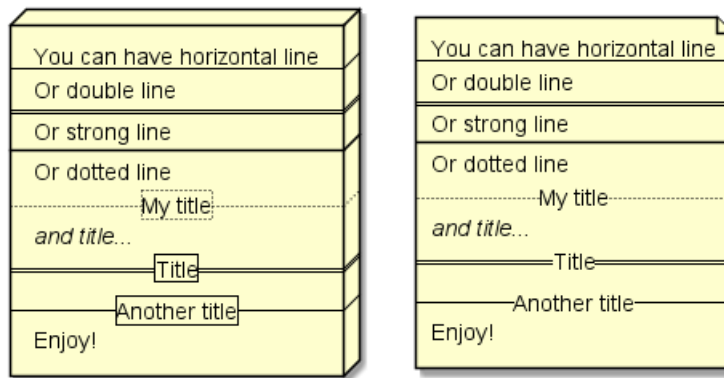 You can have horizontal line
Or double line
Or strong line
Or dotted line
My title
and title...
Title
Another title
Enjoy!
You can have horizontal line
Or double line
Or strong line
Or dotted line
My title
and title...
Title
Another title
Enjoy!